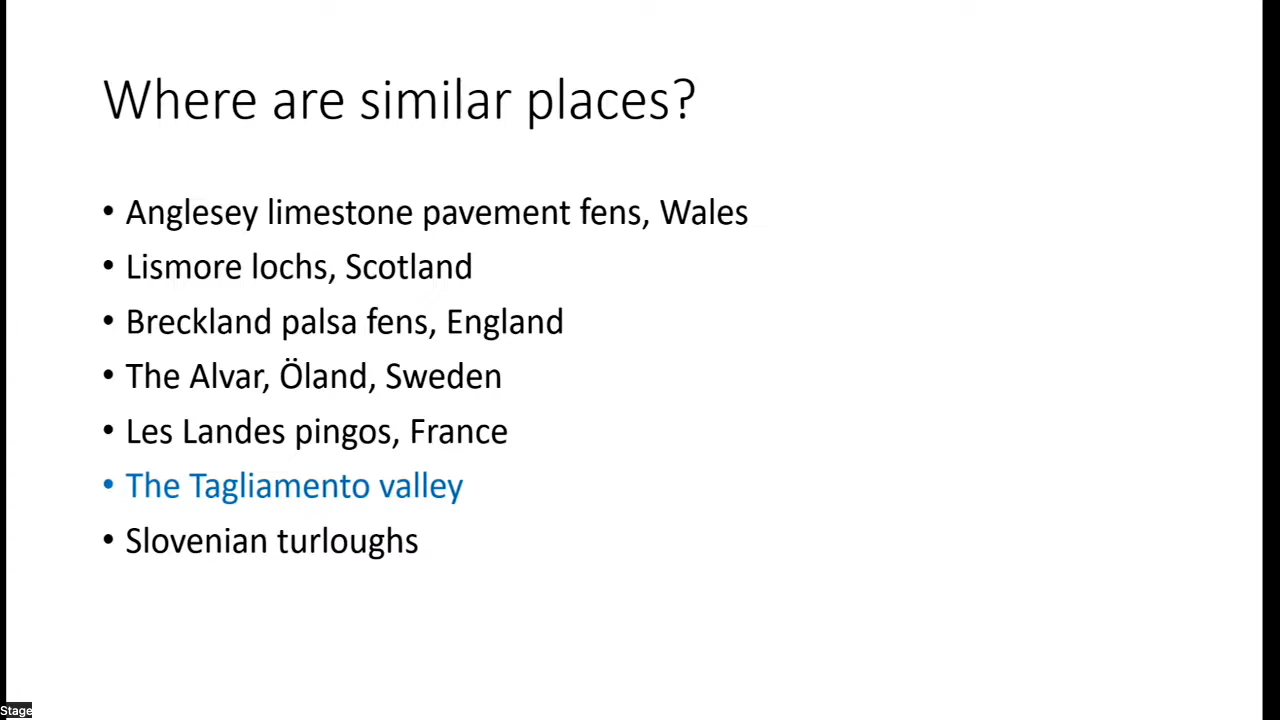 Where are similar places?
• Anglesey limestone pavement fens, Wales
• Lismore lochs, Scotland
• Breckland palsa fens, England
• The Alvar, Öland, Sweden
• Les Landes pingos, France
• The Tagliamento valley
• Slovenian turloughs
Stage